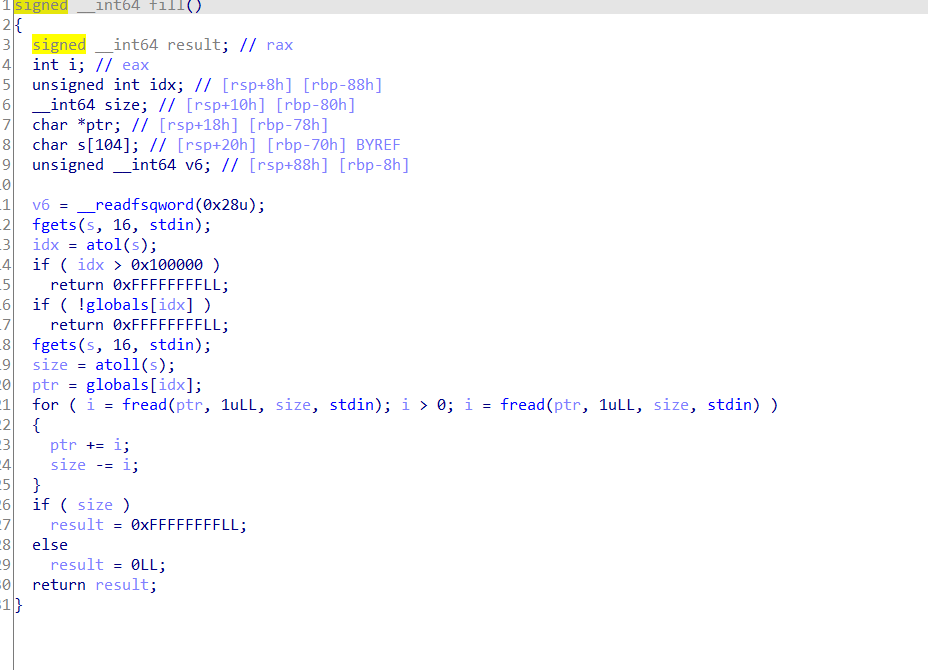 1 signed __int64 fill()
2 {
3 signed __int64 result; // rax
4 int i; // eax
5 unsigned int idx; // [rsp+8h] [rbp-88h]
6 __int64 size; // [rsp+10h] [rbp-80h]
7 char *ptr; // [rsp+18h] [rbp-78h]
8 char s[104]; // [rsp+20h] [rbp-70h] BYREF
9 unsigned __int64 v6; // [rsp+88h] [rbp-8h]
0
1 v6 = __readfsqword(0x28u);
2 fgets(s, 16, stdin);
3 idx = atol(s);
4 if ( idx > 0x100000 )
5 return 0xFFFFFFFFLL;
6 if ( !globals[idx] )
7 return 0xFFFFFFFFLL;
8 fgets(s, 16, stdin);
9 size = atoll(s);
0 ptr = globals[idx];
1 for ( i = fread(ptr, 1uLL, size, stdin); i > 0; i = fread(ptr, 1uLL, size, stdin) )
2 {
3 ptr += i;
4 size -= i;
5 }
6 if ( size )
7 result = 0xFFFFFFFFLL;
8 else
9 result = 0LL;
0 return result;
1 }